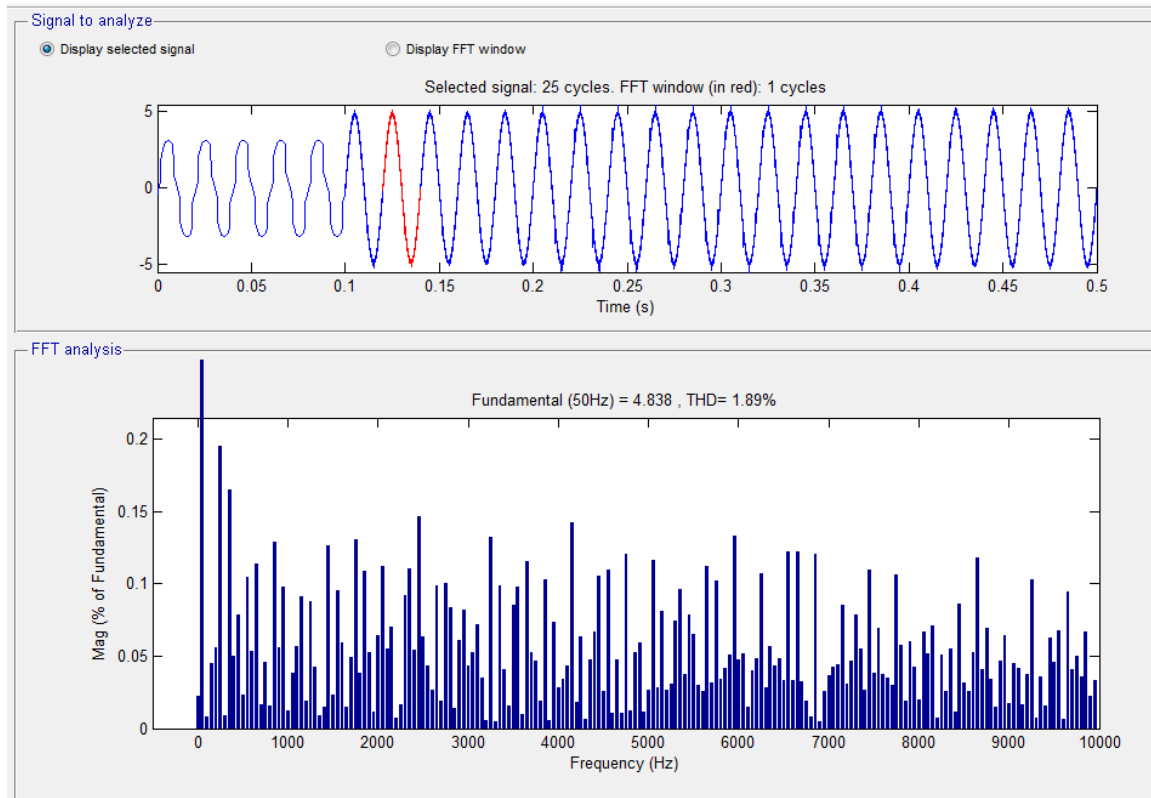 Signal to analyze
Display selected signal
Display FFT window
Selected signal: 25 cycles. FFT window (in red): 1 cycles
5
0
-5
0 0.05 0.1 0.15 0.2 0.25 0.3 0.35 0.4 0.45 0.5
Time (s)
FFT analysis
Fundamental (50Hz) = 4.838 , THD= 1.89%
0.2
0.15
0.1
0.05
0
Mag (% of Fundamental)
0 1000 2000 3000 4000 5000 6000 7000 8000 9000 10000
Frequency (Hz)